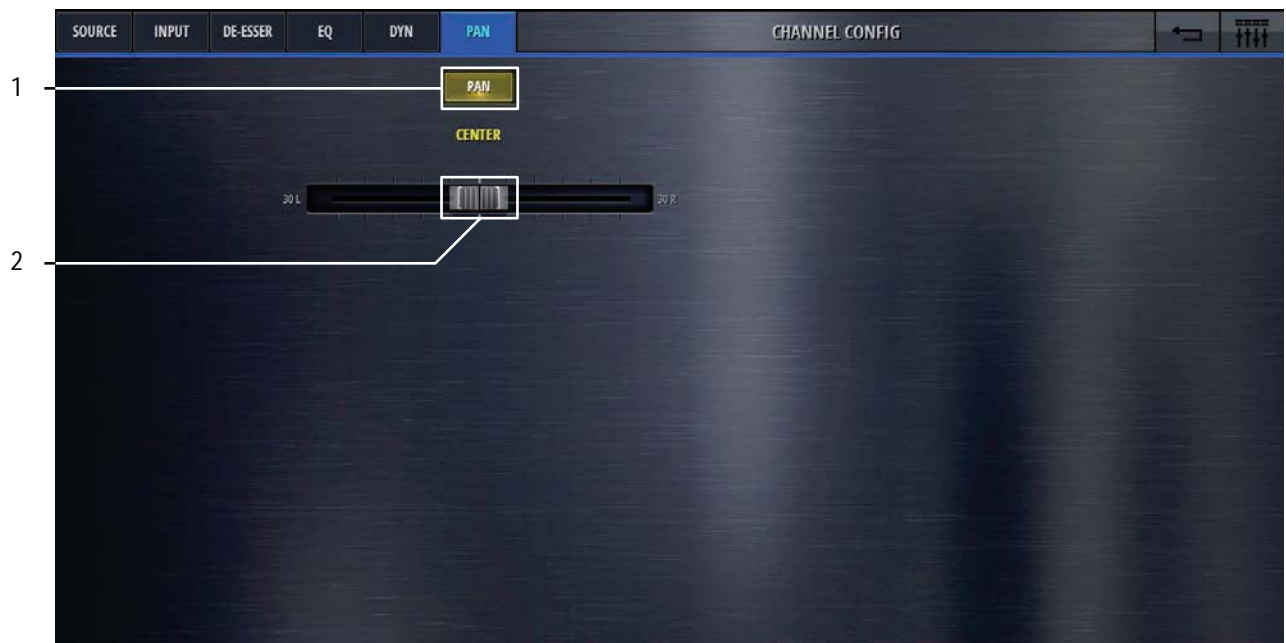 SOURCE INPUT DE-ESSER EQ DYN PAN CHANNEL CONFIG
1
PAN
CENTER
30 L 30 R
2